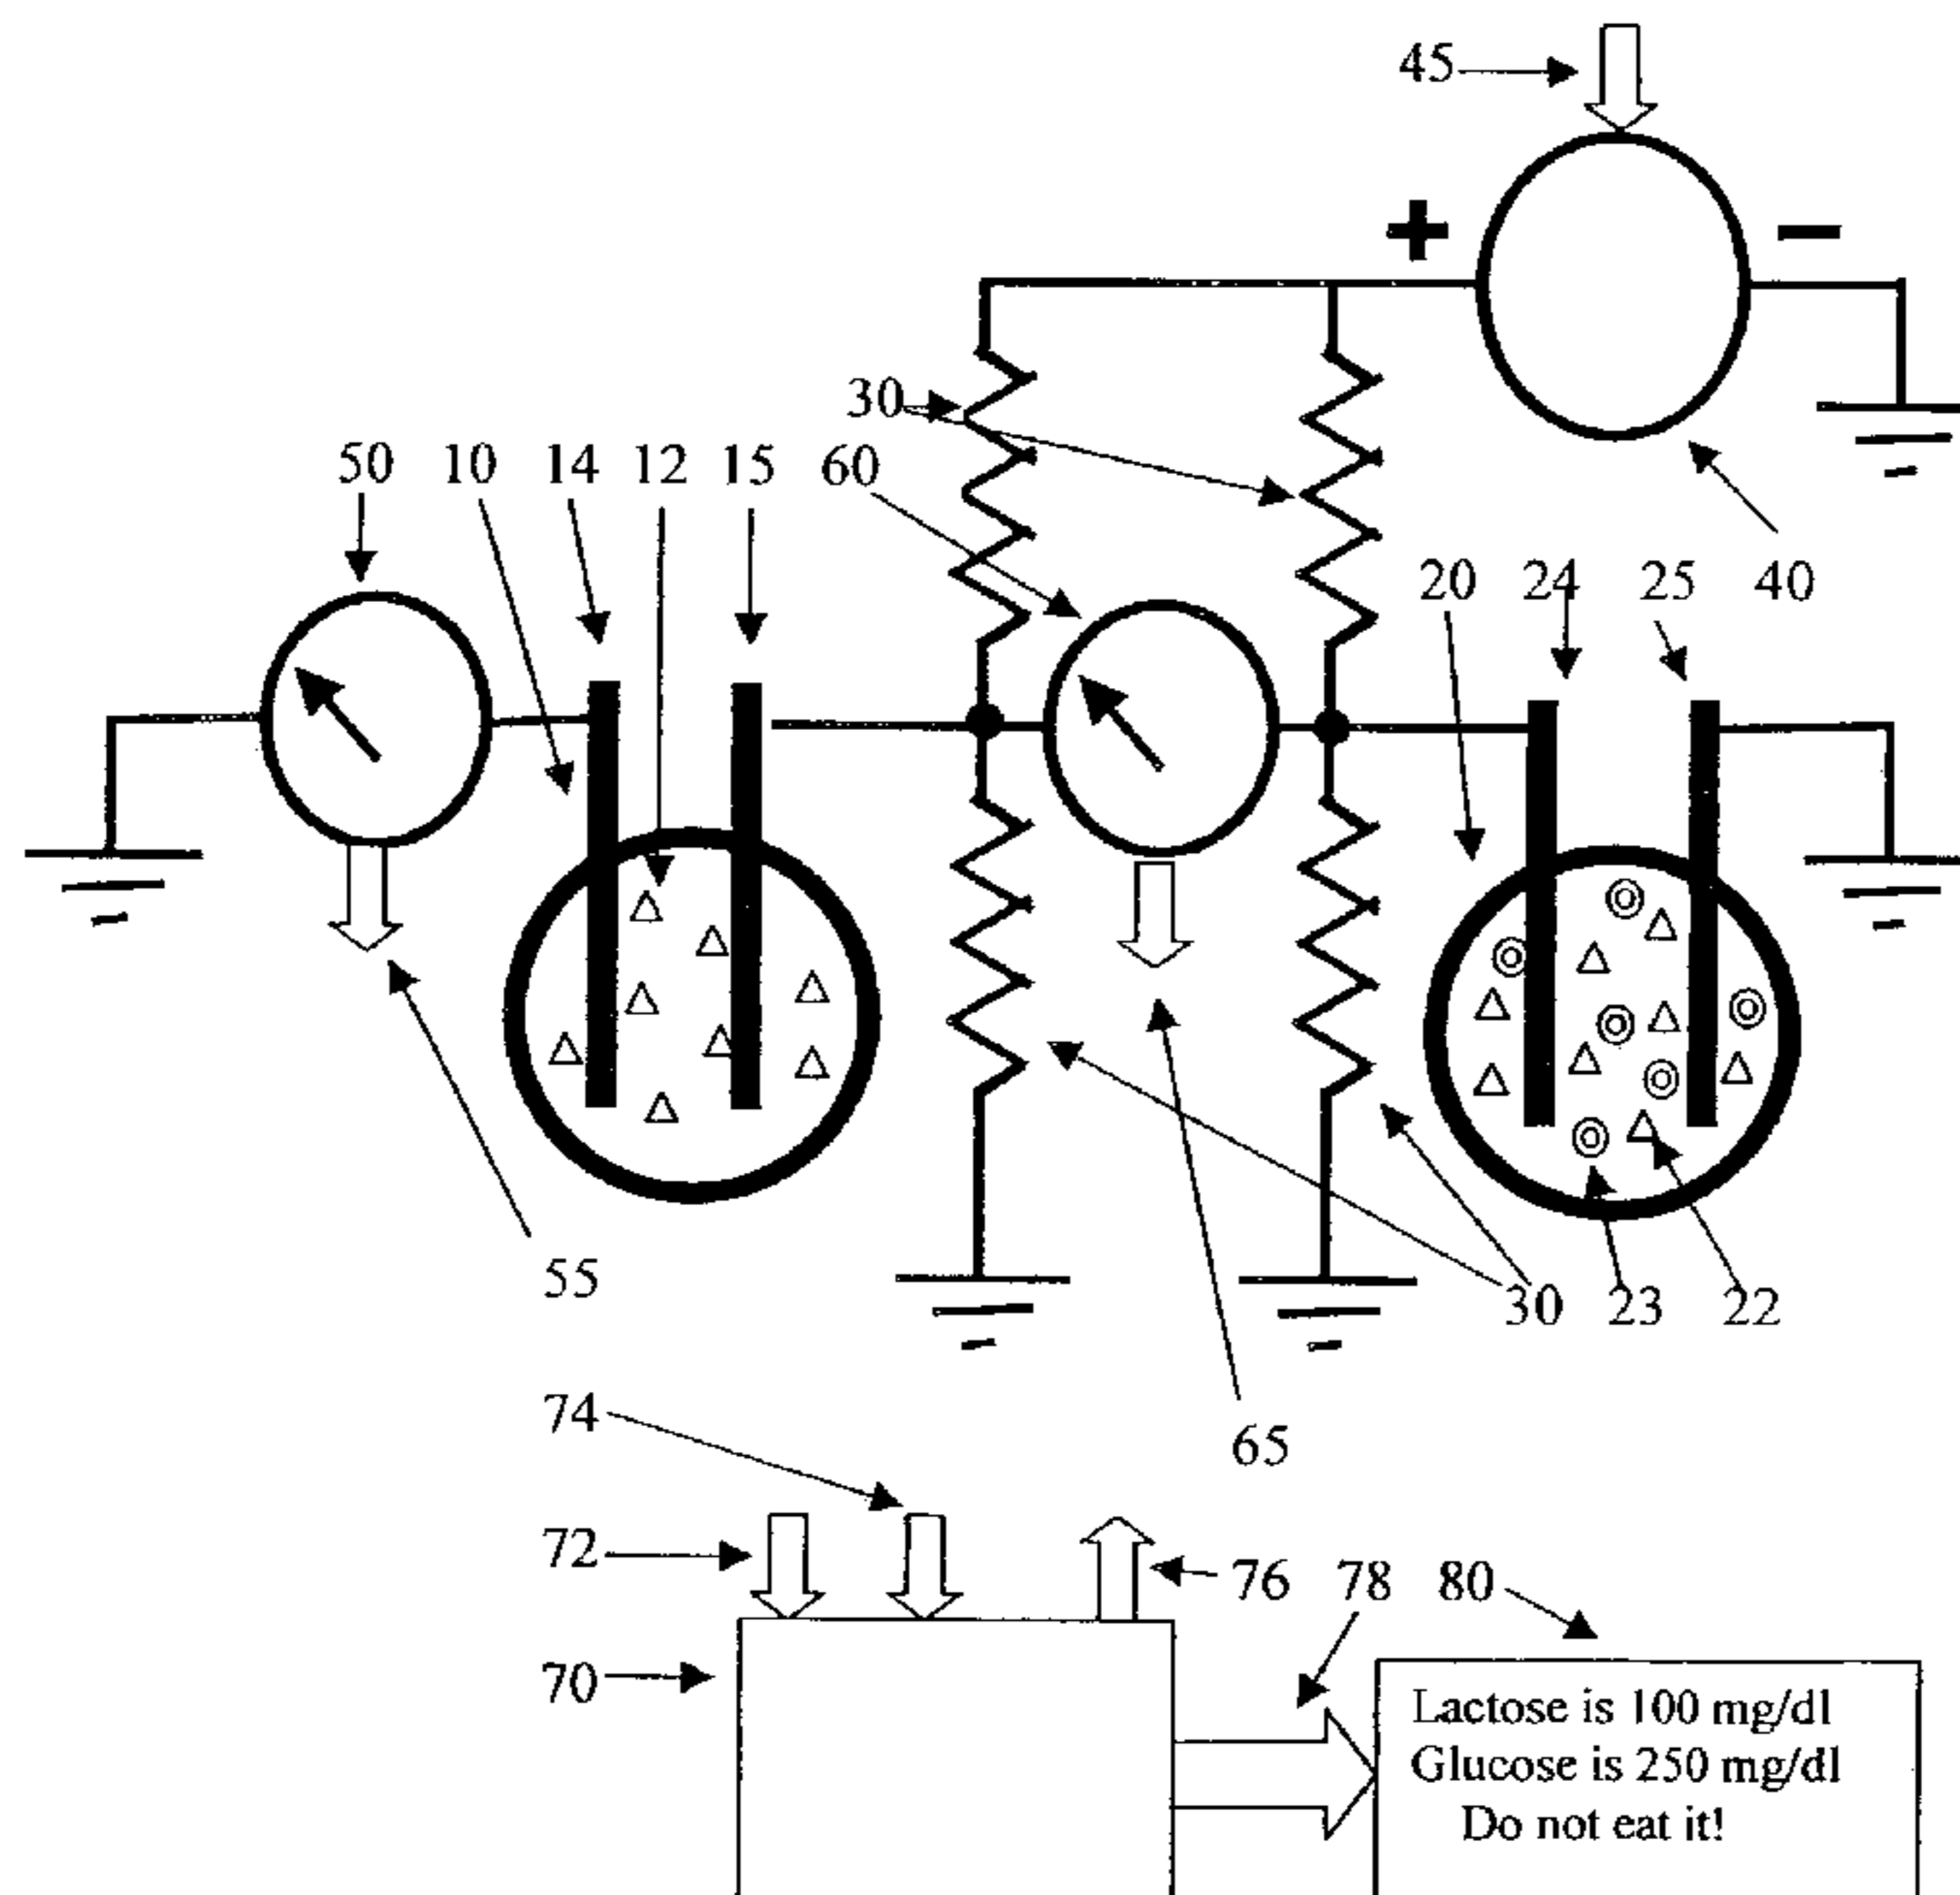 45
+ −
30
50 10 14 12 15 60
20 24 25 40
55
30 23 22
74
65
72
76 78 80
70
Lactose is 100 mg/dl
Glucose is 250 mg/dl
Do not eat it!